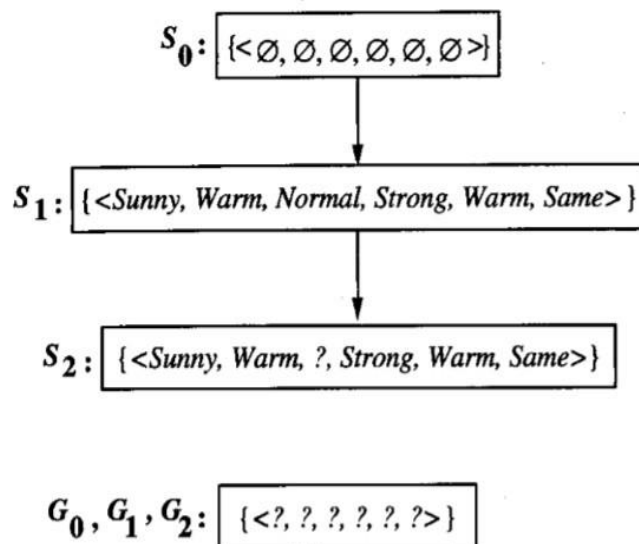 S0: {<∅, ∅, ∅, ∅, ∅, ∅>}
S1: {<Sunny, Warm, Normal, Strong, Warm, Same>}
S2: {<Sunny, Warm, ?, Strong, Warm, Same>}
G0, G1, G2: {<?, ?, ?, ?, ?, ?>}